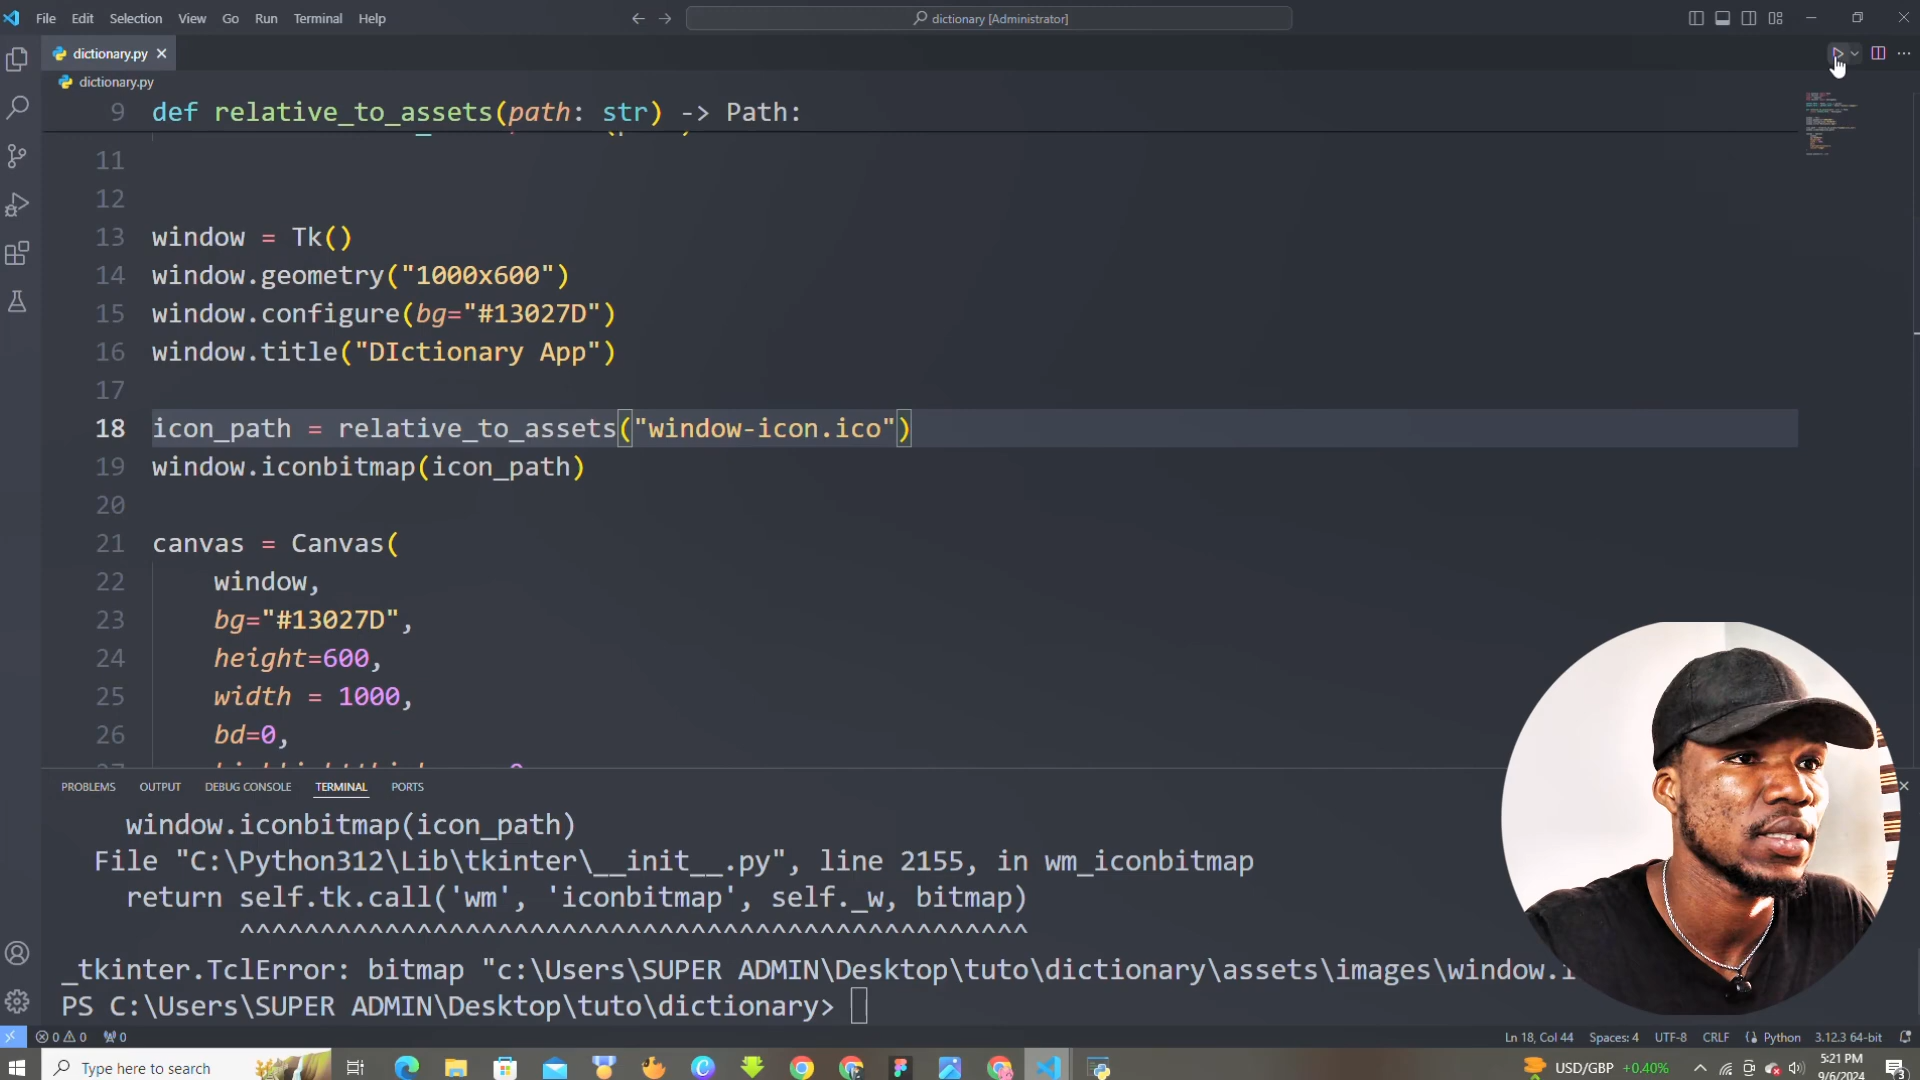 File Edit Selection View Go Run Terminal Help
dictionary [Administrator]
dictionary.py
dictionary.py
9 def relative_to_assets(path: str) -> Path:
11
12
13 window = Tk()
14 window.geometry("1000x600")
15 window.configure(bg="#13027D")
16 window.title("DIctionary App")
17
18 icon_path = relative_to_assets("window-icon.ico")
19 window.iconbitmap(icon_path)
20
21 canvas = Canvas(
22 window,
23 bg="#13027D",
24 height=600,
25 width = 1000,
26 bd=0,
PROBLEMS OUTPUT DEBUG CONSOLE TERMINAL PORTS
window.iconbitmap(icon_path)
File "C:\Python312\Lib\tkinter\__init__.py", line 2155, in wm_iconbitmap
return self.tk.call('wm', 'iconbitmap', self._w, bitmap)
^^^^^^^^^^^^^^^^^^^^^^^^^^^^^^^^^^^^^^^^^^^^^^^^^
_tkinter.TclError: bitmap "c:\Users\SUPER ADMIN\Desktop\tuto\dictionary\assets\images\window.i
PS C:\Users\SUPER ADMIN\Desktop\tuto\dictionary>
0 0 0 Ln 18, Col 44 Spaces: 4 UTF-8 CRLF Python 3.12.3 64-bit
Type here to search
USD/GBP +0.40%
5:21 PM
9/6/2024
3